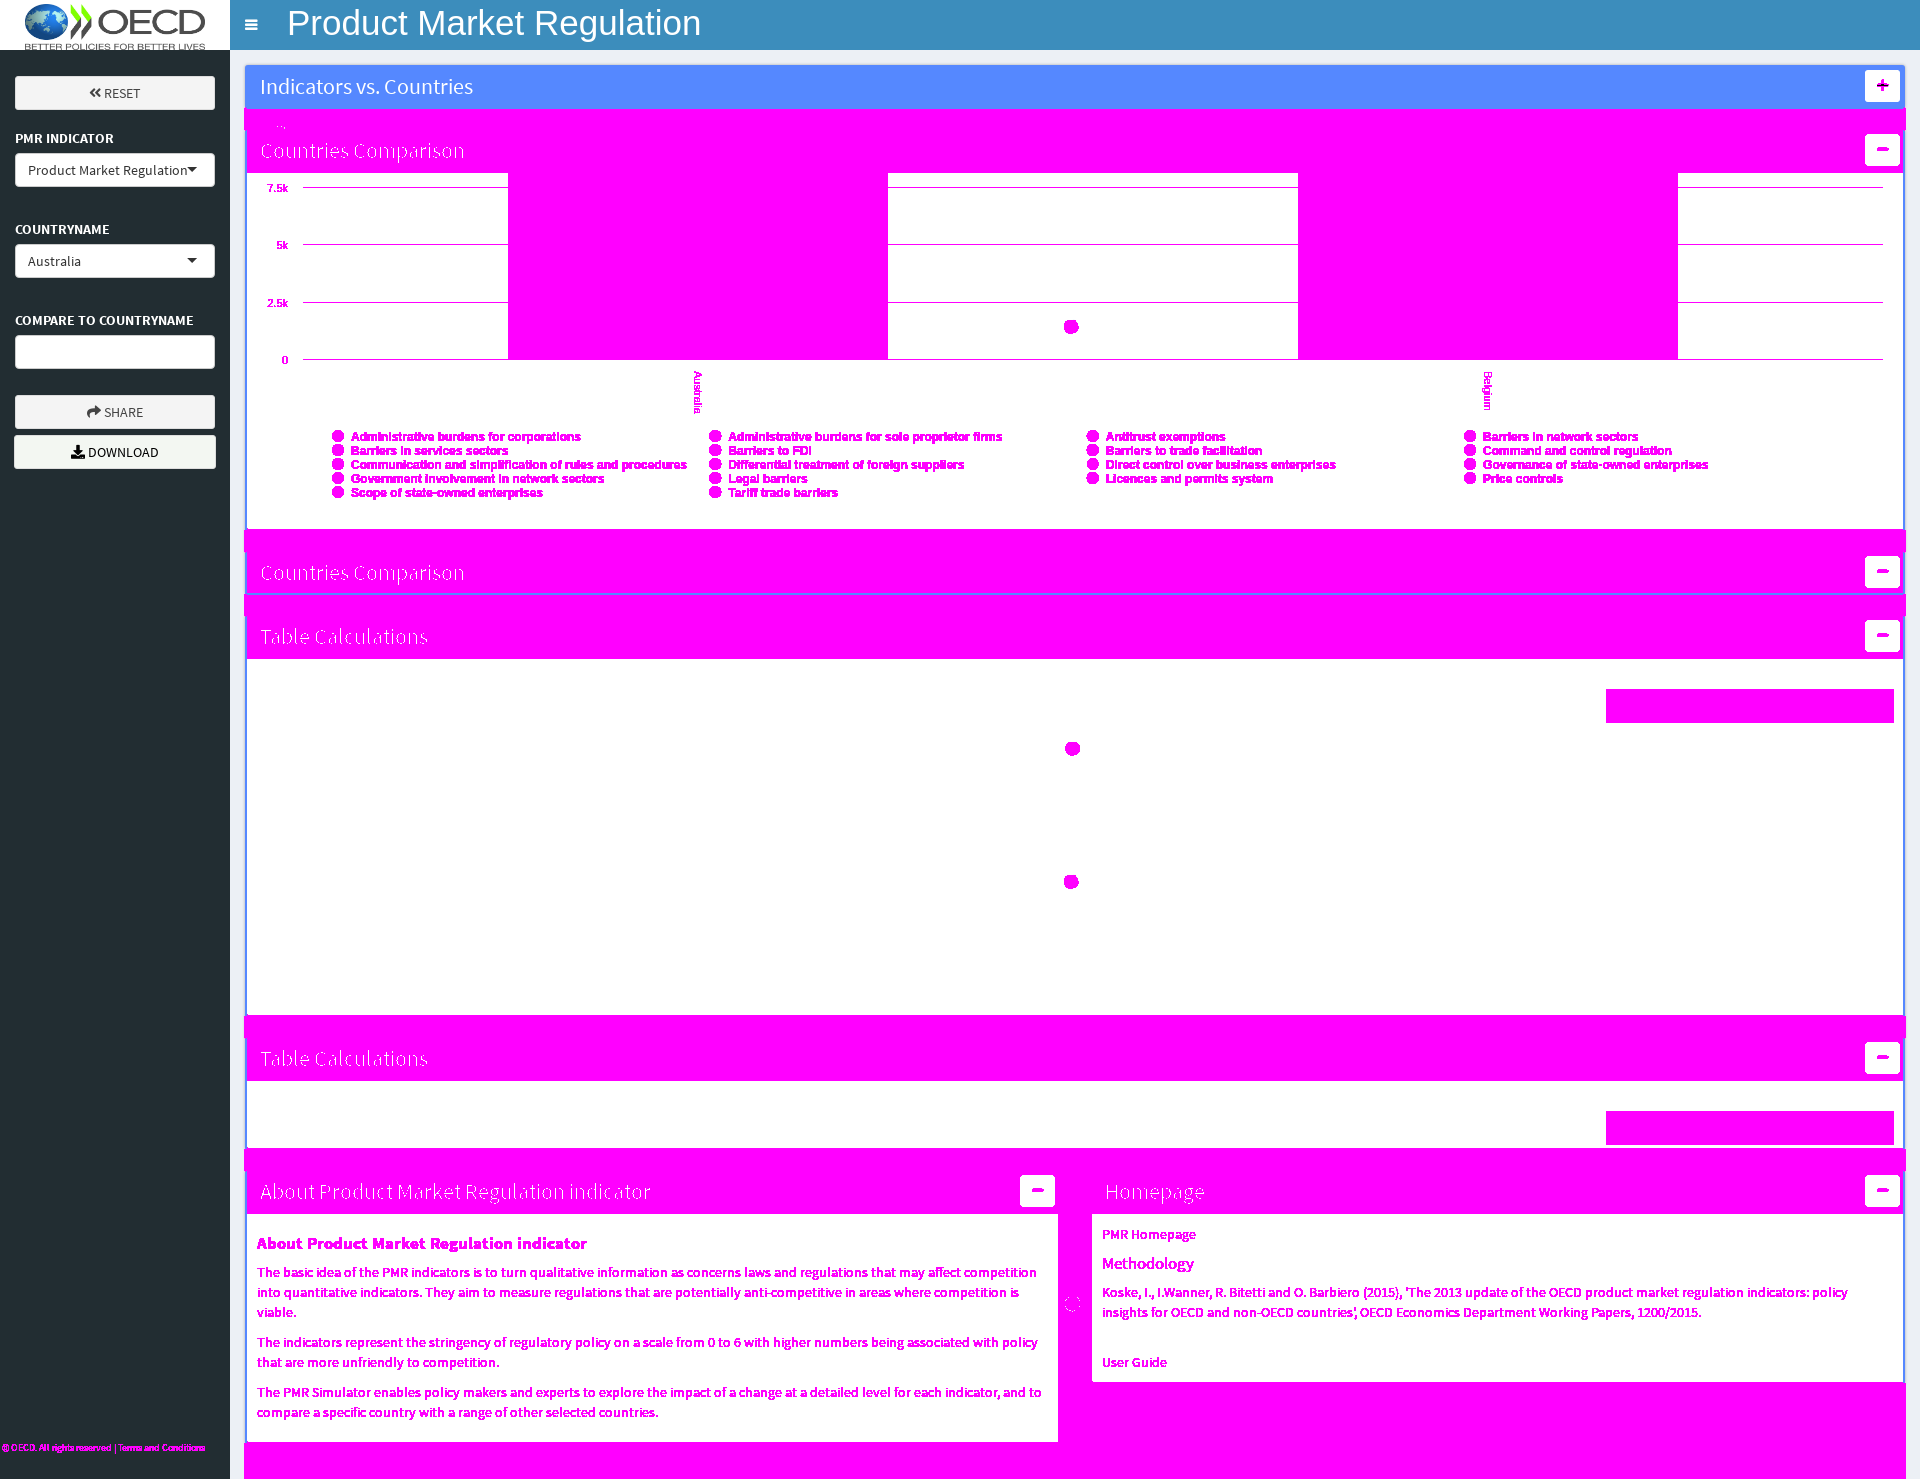 OECD
BETTER POLICIES FOR BETTER LIVES
Product Market Regulation
RESET
PMR INDICATOR
Product Market Regulation
COUNTRYNAME
Australia
COMPARE TO COUNTRYNAME
SHARE
DOWNLOAD
© OECD. All rights reserved | Terms and Conditions
Indicators vs. Countries
Countries Comparison
7.5k
5k
2.5k
0
Australia
Belgium
Administrative burdens for corporations
Administrative burdens for sole proprietor firms
Antitrust exemptions
Barriers in network sectors
Barriers in services sectors
Barriers to FDI
Barriers to trade facilitation
Command and control regulation
Communication and simplification of rules and procedures
Differential treatment of foreign suppliers
Direct control over business enterprises
Governance of state-owned enterprises
Government involvement in network sectors
Legal barriers
Licences and permits system
Price controls
Scope of state-owned enterprises
Tariff trade barriers
Countries Comparison
Table Calculations
Table Calculations
About Product Market Regulation indicator
About Product Market Regulation indicator
The basic idea of the PMR indicators is to turn qualitative information as concerns laws and regulations that may affect competition
into quantitative indicators. They aim to measure regulations that are potentially anti-competitive in areas where competition is
viable.
The indicators represent the stringency of regulatory policy on a scale from 0 to 6 with higher numbers being associated with policy
that are more unfriendly to competition.
The PMR Simulator enables policy makers and experts to explore the impact of a change at a detailed level for each indicator, and to
compare a specific country with a range of other selected countries.
Homepage
PMR Homepage
Methodology
Koske, I., I.Wanner, R. Bitetti and O. Barbiero (2015), 'The 2013 update of the OECD product market regulation indicators: policy
insights for OECD and non-OECD countries', OECD Economics Department Working Papers, 1200/2015.
User Guide